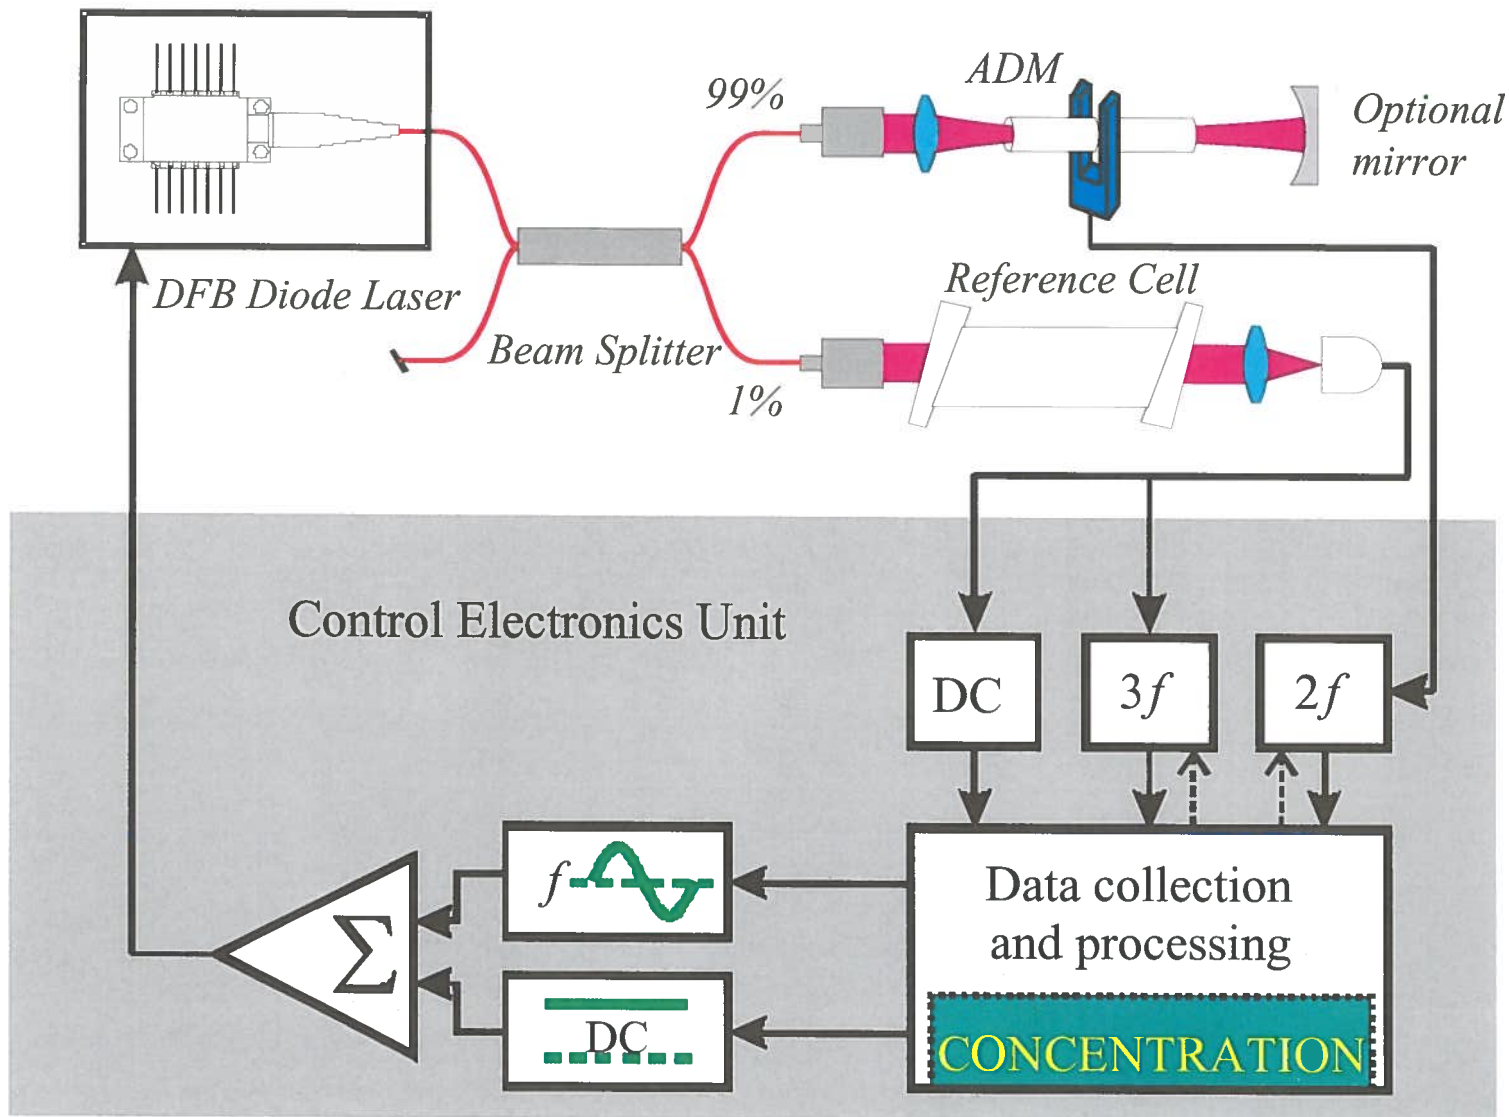 99%
ADM
Optional
mirror
DFB Diode Laser
Beam Splitter
Reference Cell
1%
Control Electronics Unit
DC
3f
2f
f
Σ
DC
Data collection
and processing
CONCENTRATION